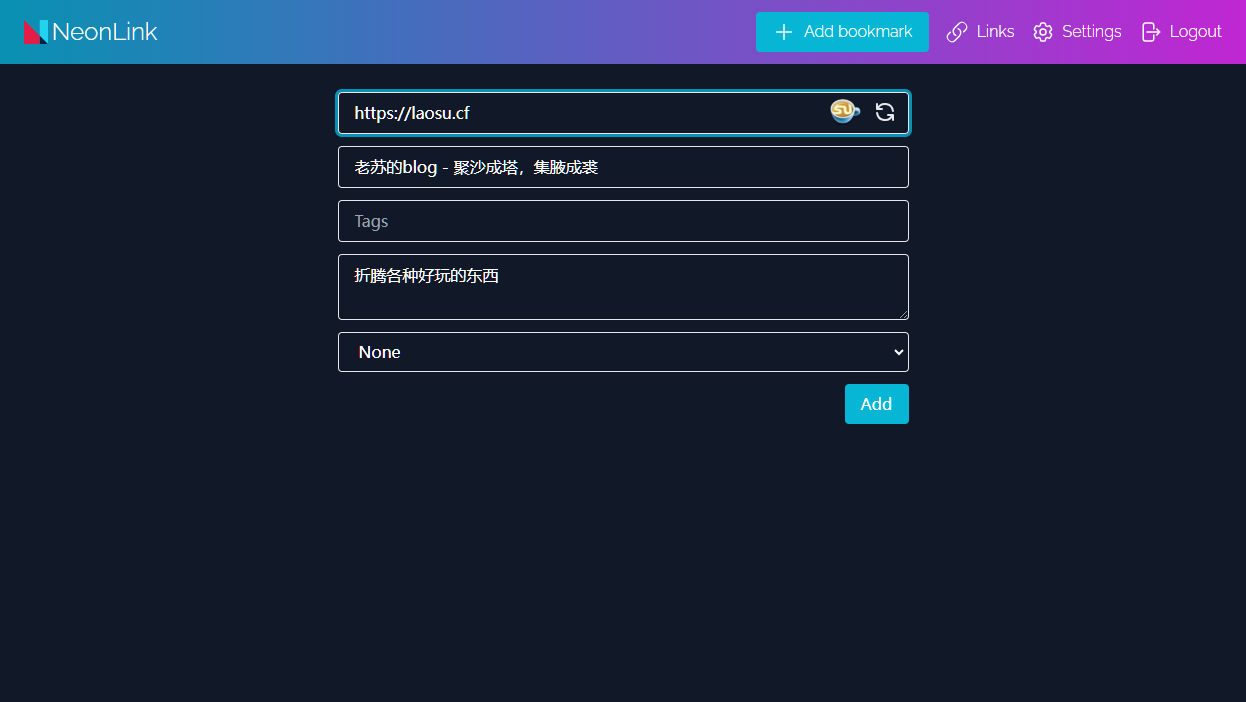 NeonLink
Add bookmark
Links
Settings
Logout
https://laosu.cf
SU
老苏的blog - 聚沙成塔，集腋成裘
Tags
折腾各种好玩的东西
None
Add